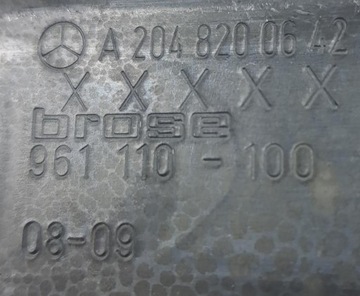 A 204 820 06 42
X X X X X
brose
961 110 - 100
08-09